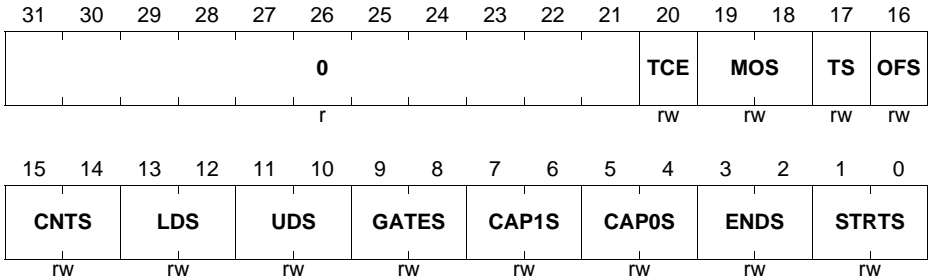 31 30 29 28 27 26 25 24 23 22 21 20 19 18 17 16
0 TCE MOS TS OFS
r rw rw rw rw
15 14 13 12 11 10 9 8 7 6 5 4 3 2 1 0
CNTS LDS UDS GATES CAP1S CAP0S ENDS STRTS
rw rw rw rw rw rw rw rw